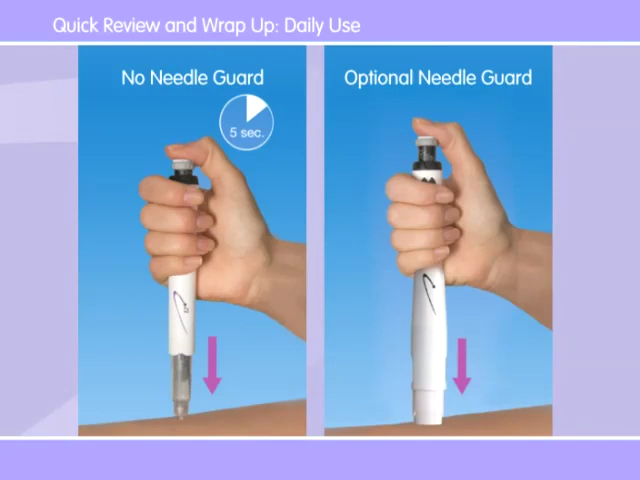 Quick Review and Wrap Up: Daily Use
No Needle Guard
5 sec.
Optional Needle Guard